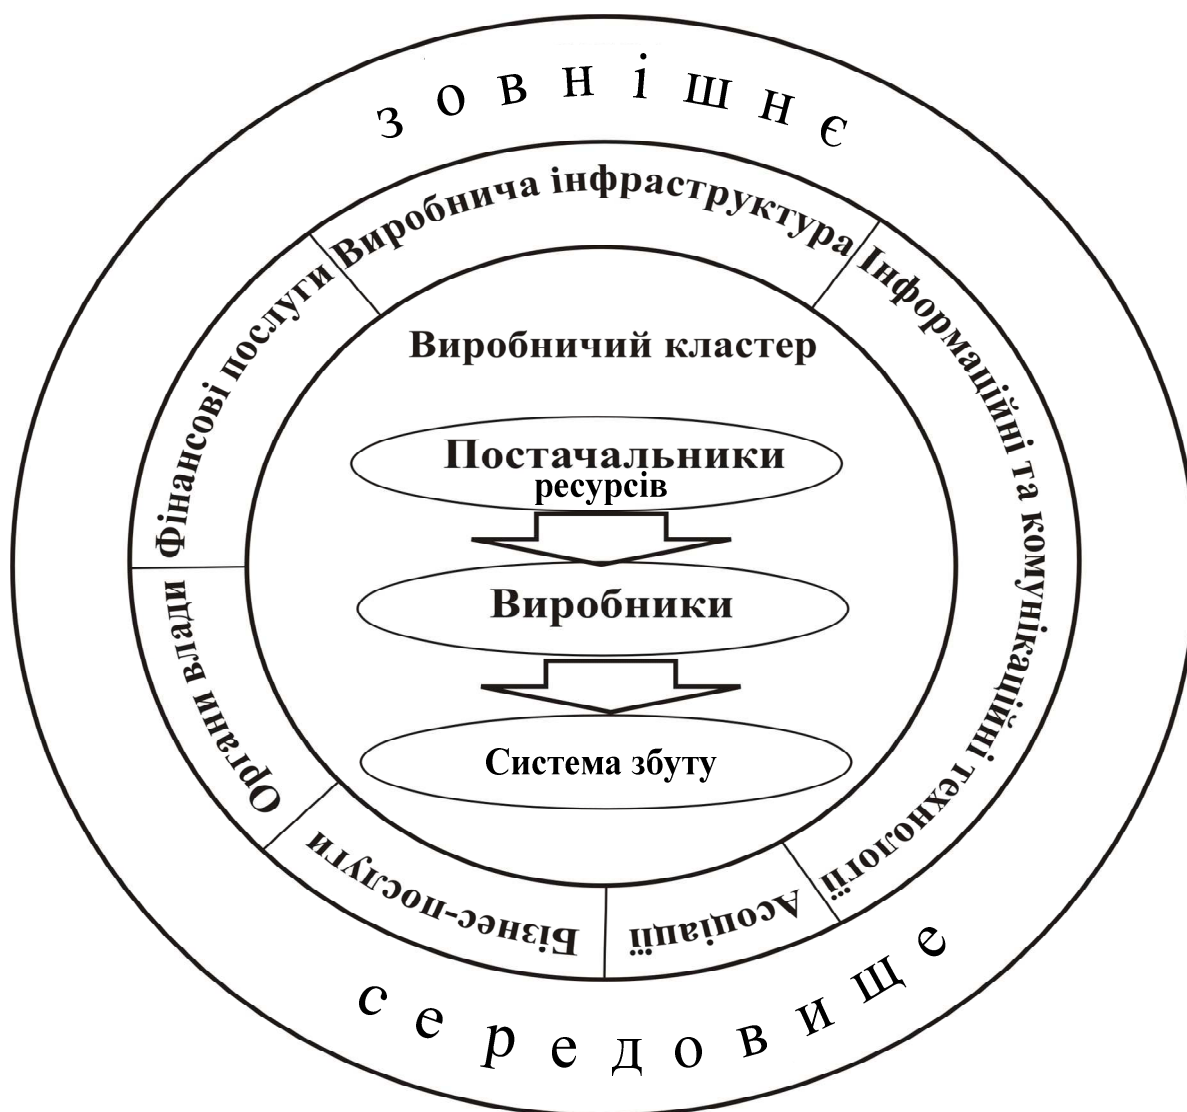 зовнішнє
Виробнича інфраструктура
Інформаційні та комунікаційні технології
Асоціації
Бізнес-послуги
Органи влади
Фінансові послуги
Виробничий кластер
Постачальники
ресурсів
Виробники
Система збуту
середовище